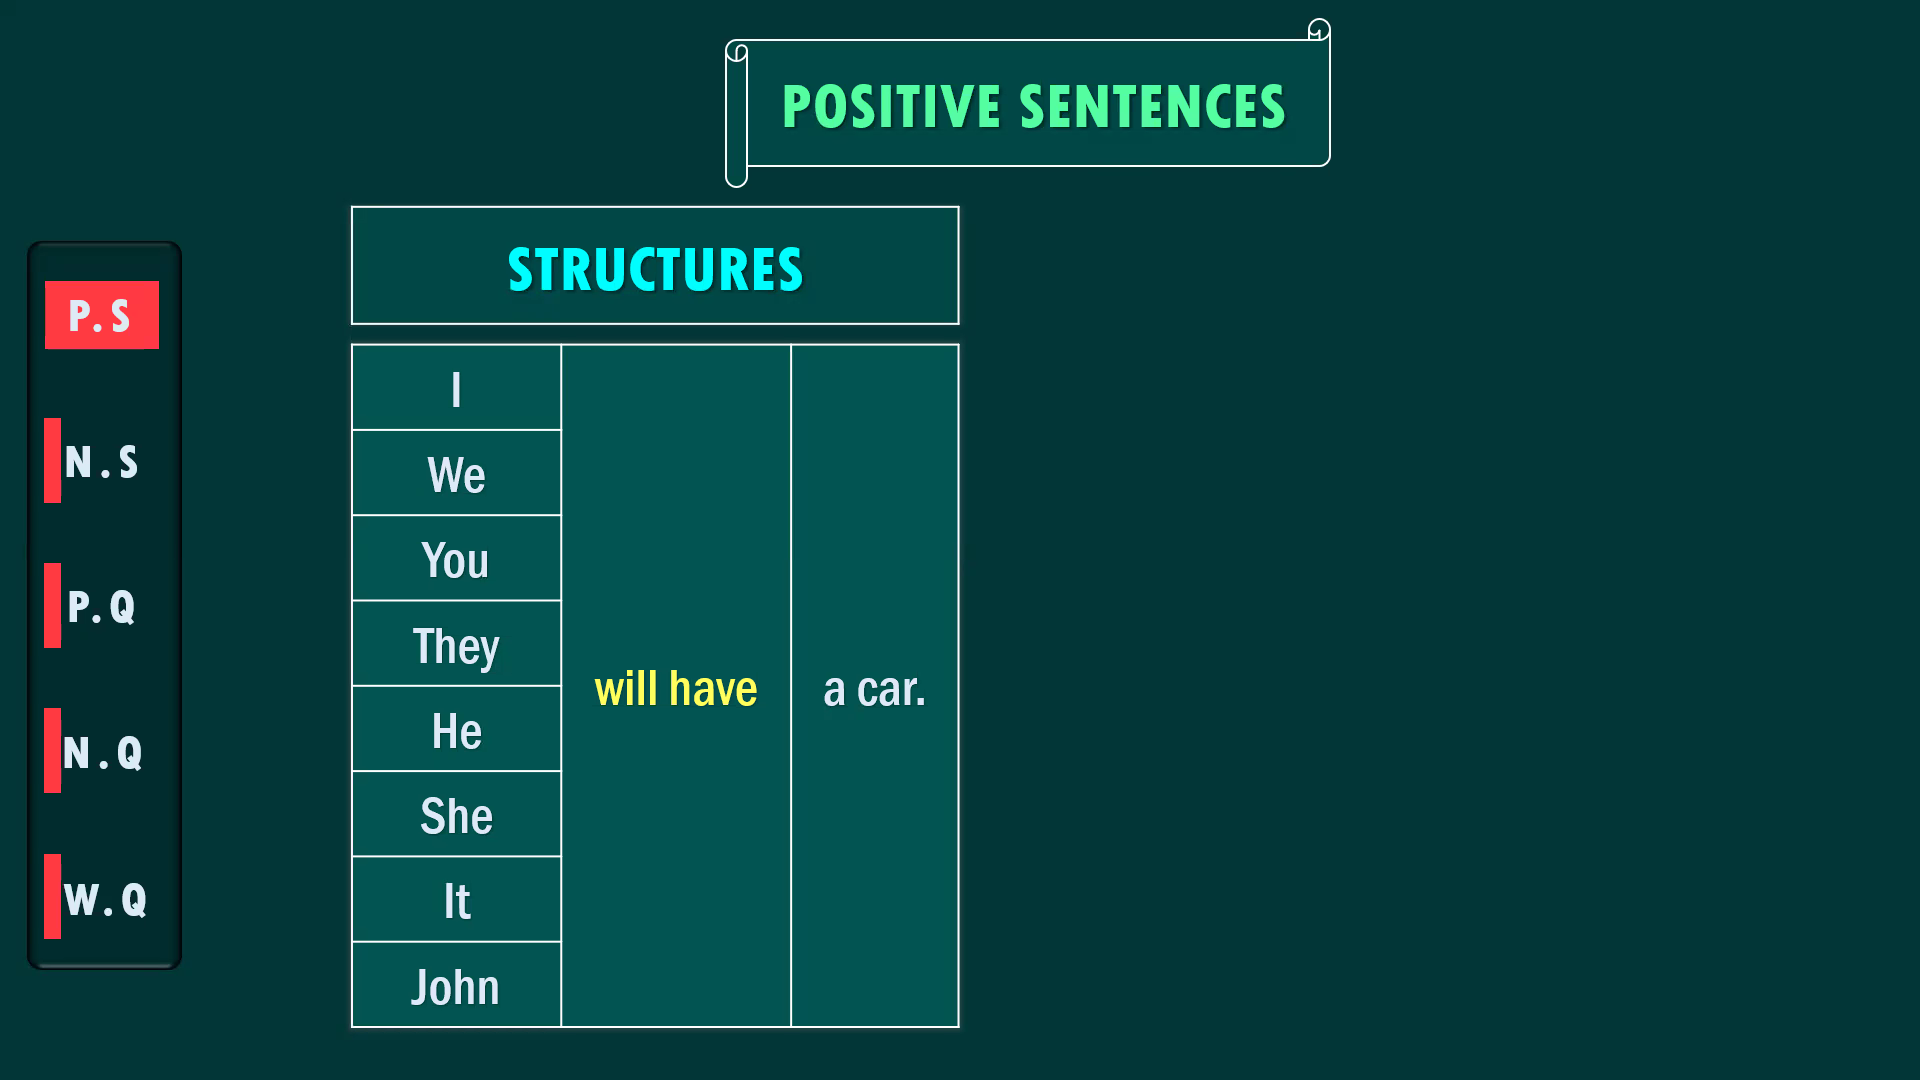 POSITIVE SENTENCES
STRUCTURES
P.S
N.S
P.Q
N.Q
W.Q
I
We
You
They
He
She
It
John
will have
a car.